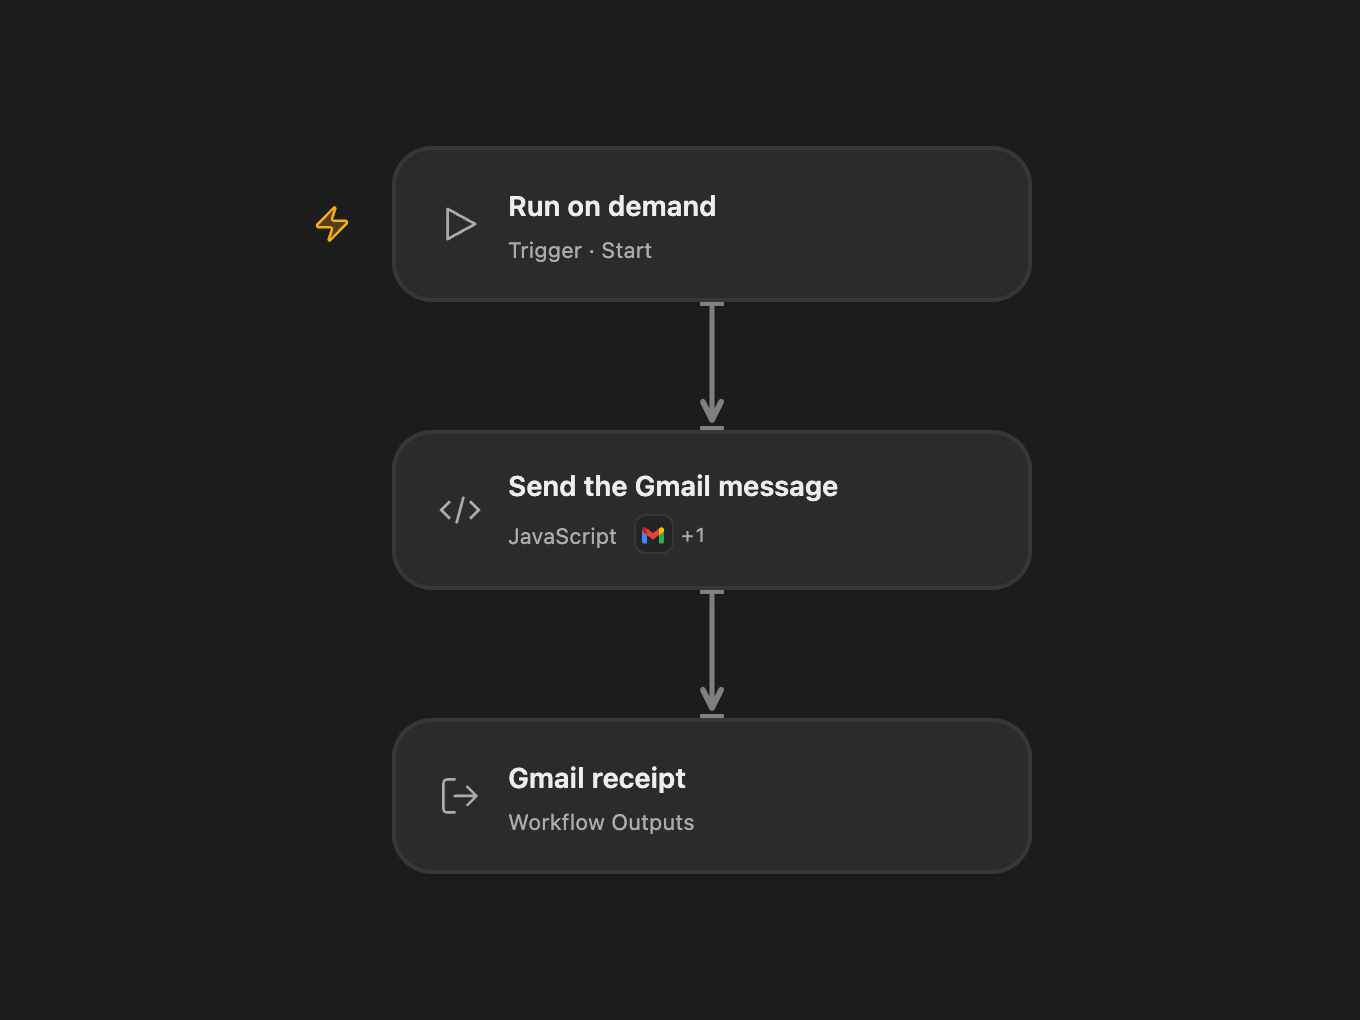 Run on demand
Trigger · Start
Send the Gmail message
JavaScript +1
Gmail receipt
Workflow Outputs